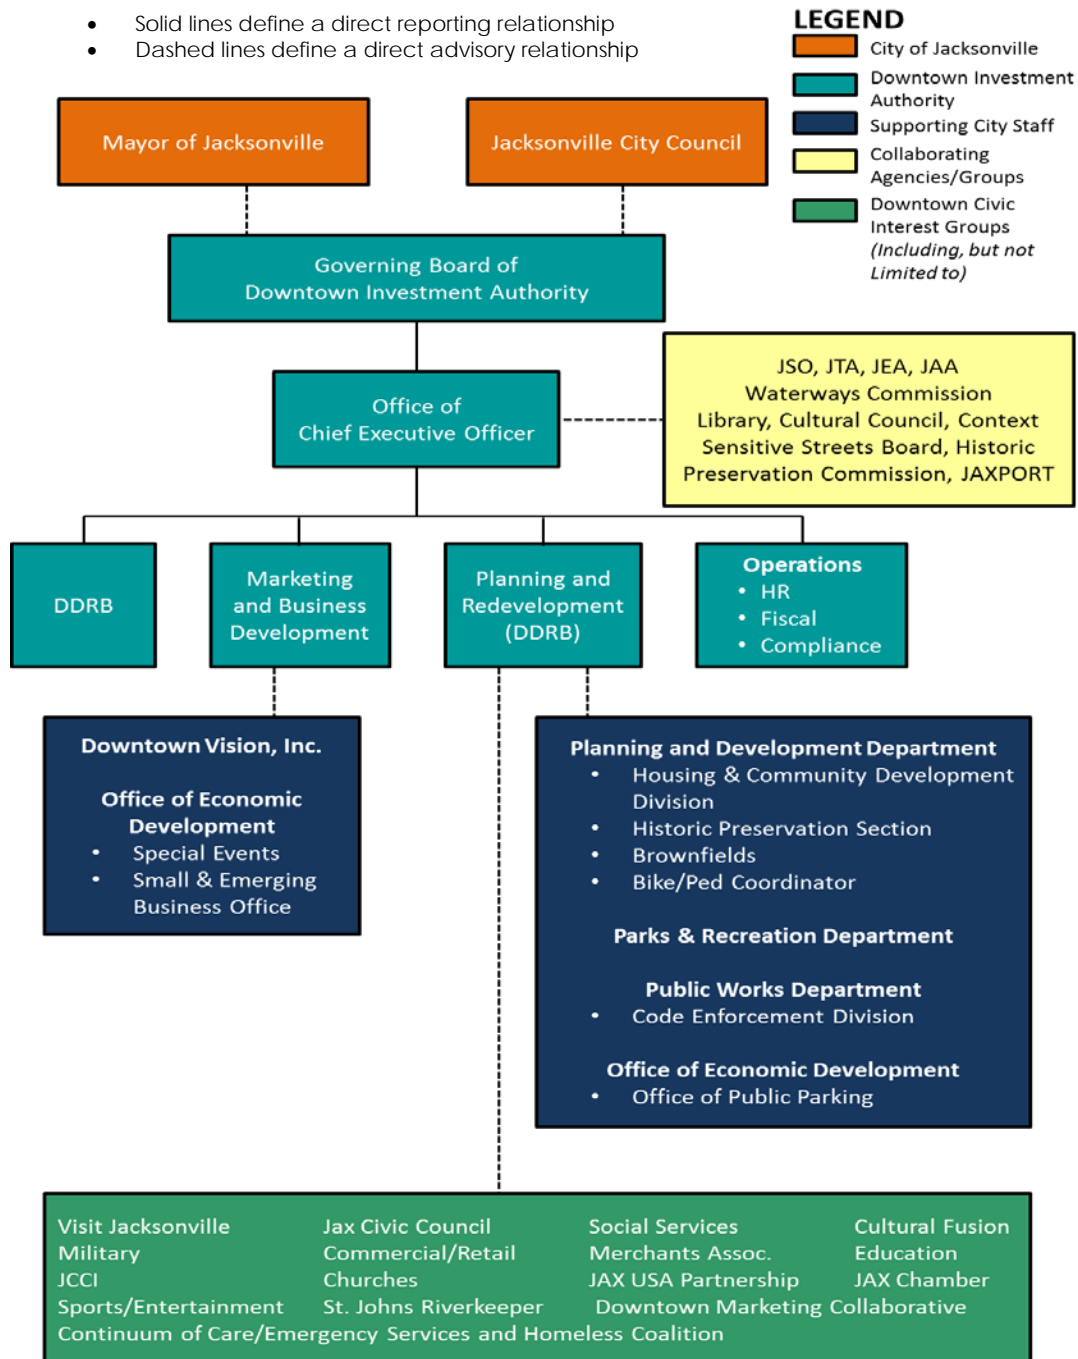 • Solid lines define a direct reporting relationship
• Dashed lines define a direct advisory relationship
LEGEND
City of Jacksonville
Downtown Investment
Authority
Supporting City Staff
Collaborating
Agencies/Groups
Downtown Civic
Interest Groups
(Including, but not
Limited to)
Mayor of Jacksonville
Jacksonville City Council
Governing Board of
Downtown Investment Authority
Office of
Chief Executive Officer
JSO, JTA, JEA, JAA
Waterways Commission
Library, Cultural Council, Context
Sensitive Streets Board, Historic
Preservation Commission, JAXPORT
DDRB
Marketing
and Business
Development
Planning and
Redevelopment
(DDRB)
Operations
• HR
• Fiscal
• Compliance
Downtown Vision, Inc.
Office of Economic
Development
• Special Events
• Small & Emerging
Business Office
Planning and Development Department
• Housing & Community Development
Division
• Historic Preservation Section
• Brownfields
• Bike/Ped Coordinator
Parks & Recreation Department
Public Works Department
• Code Enforcement Division
Office of Economic Development
• Office of Public Parking
Visit Jacksonville Jax Civic Council Social Services Cultural Fusion
Military Commercial/Retail Merchants Assoc. Education
JCCI Churches JAX USA Partnership JAX Chamber
Sports/Entertainment St. Johns Riverkeeper Downtown Marketing Collaborative
Continuum of Care/Emergency Services and Homeless Coalition